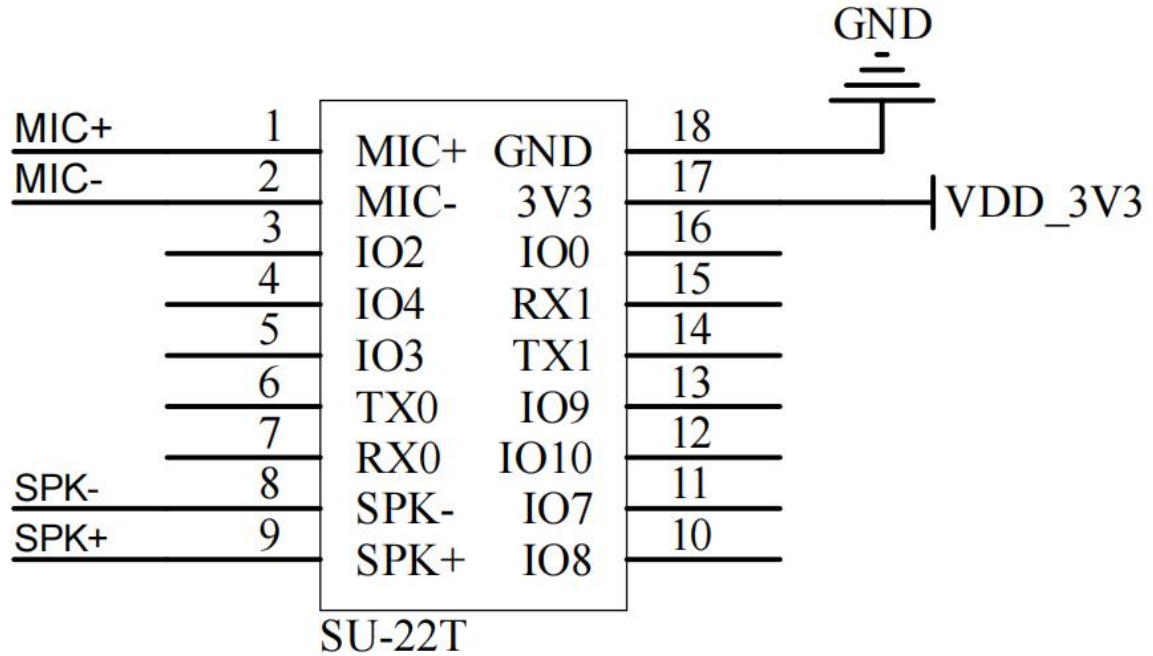 GND
MIC+ 1 MIC+ GND 18
MIC- 2 MIC- 3V3 17 VDD_3V3
3 IO2 IO0 16
4 IO4 RX1 15
5 IO3 TX1 14
6 TX0 IO9 13
7 RX0 IO10 12
SPK- 8 SPK- IO7 11
SPK+ 9 SPK+ IO8 10
SU-22T